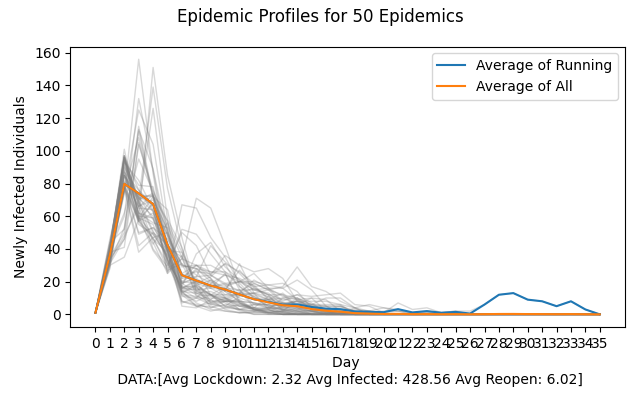 Epidemic Profiles for 50 Epidemics
160
140
120
100
80
60
40
20
0
Newly Infected Individuals
Average of Running
Average of All
0 1 2 3 4 5 6 7 8 9 10 11 12 13 14 15 16 17 18 19 20 21 22 23 24 25 26 27 28 29 30 31 32 33 34 35
Day
DATA:[Avg Lockdown: 2.32 Avg Infected: 428.56 Avg Reopen: 6.02]